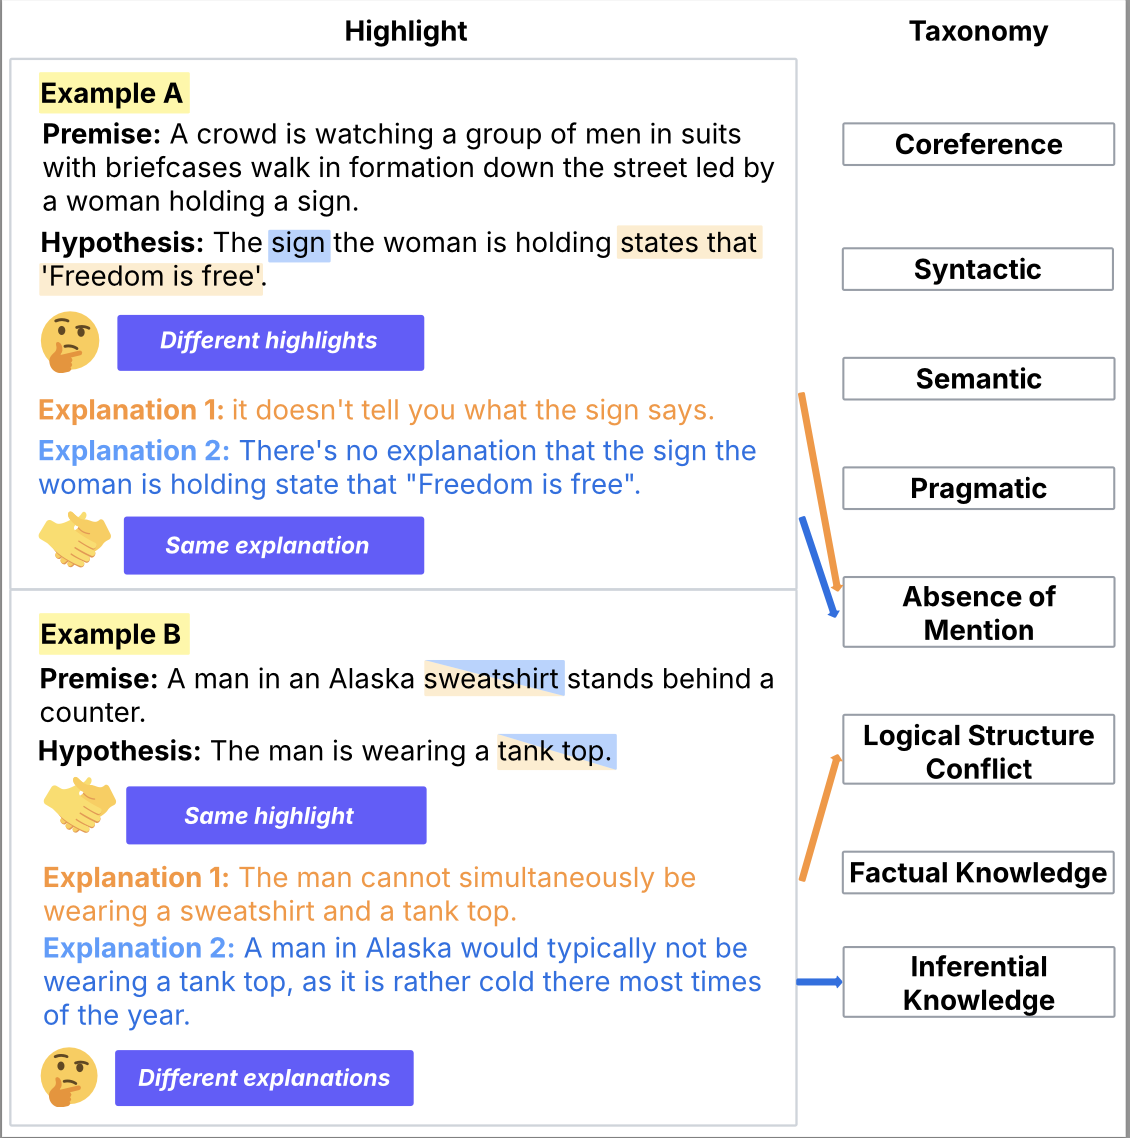 Highlight
Taxonomy
Example A
Premise: A crowd is watching a group of men in suits
with briefcases walk in formation down the street led by
a woman holding a sign.
Hypothesis: The sign the woman is holding states that
'Freedom is free'.
Different highlights
Explanation 1: it doesn't tell you what the sign says.
Explanation 2: There's no explanation that the sign the
woman is holding state that "Freedom is free".
Same explanation
Example B
Premise: A man in an Alaska sweatshirt stands behind a
counter.
Hypothesis: The man is wearing a tank top.
Same highlight
Explanation 1: The man cannot simultaneously be
wearing a sweatshirt and a tank top.
Explanation 2: A man in Alaska would typically not be
wearing a tank top, as it is rather cold there most times
of the year.
Different explanations
Coreference
Syntactic
Semantic
Pragmatic
Absence of
Mention
Logical Structure
Conflict
Factual Knowledge
Inferential
Knowledge